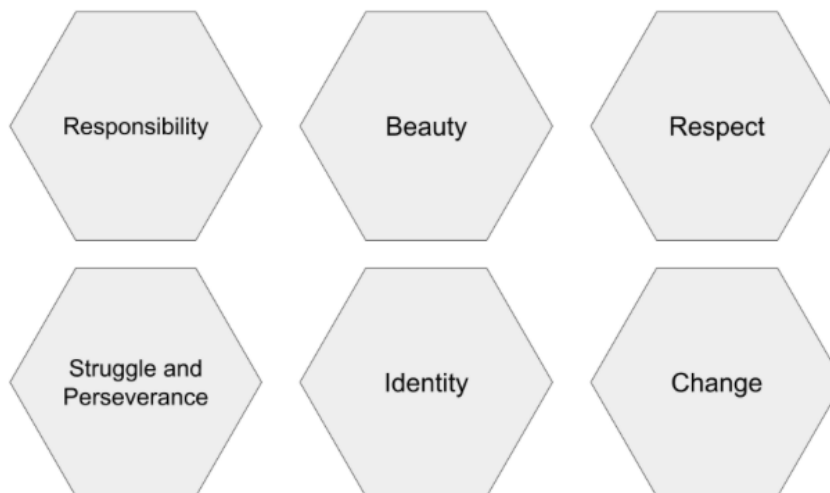 Responsibility
Beauty
Respect
Struggle and
Perseverance
Identity
Change